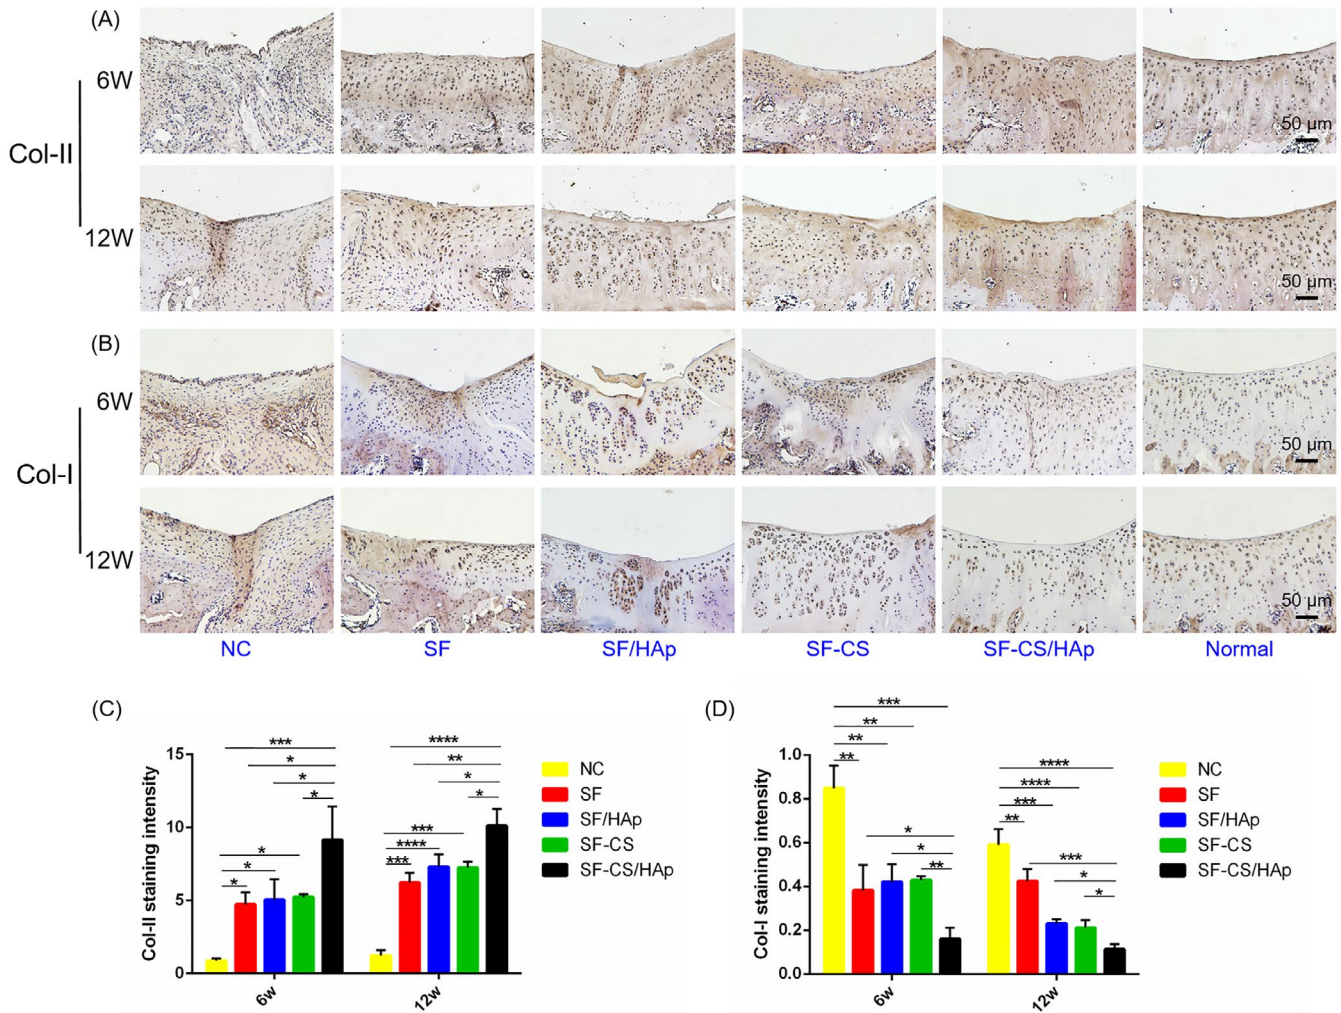 (A)
6W
Col-II
50 μm
12W
50 μm
(B)
6W
Col-I
50 μm
12W
50 μm
NC SF SF/HAp SF-CS SF-CS/HAp Normal
(C)
Col-II staining intensity
15
10
5
0
*** * * *
* * *
**** ** * *
*** **** ***
6w 12w
NC
SF
SF/HAp
SF-CS
SF-CS/HAp
(D)
Col-I staining intensity
1.0
0.8
0.6
0.4
0.2
0.0
*** ** ** **
* * **
**** **** *** **
*** * *
6w 12w
NC
SF
SF/HAp
SF-CS
SF-CS/HAp